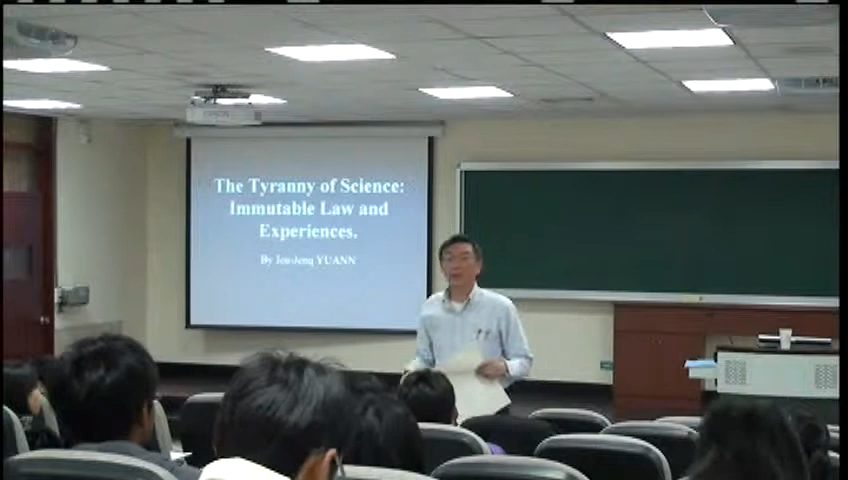 The Tyranny of Science:
Immutable Law and
Experiences.
By Jeu-Jenq YUANN